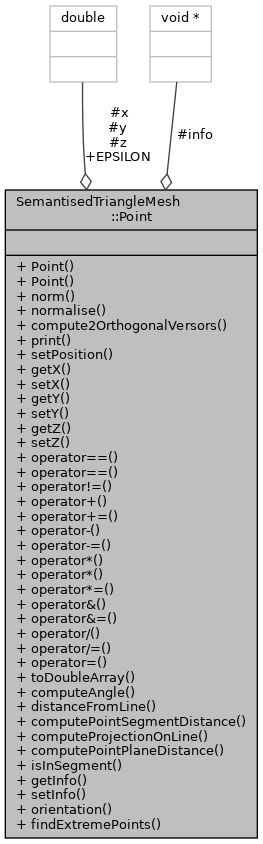 double
void *
#x
#y
#z
+EPSILON
#info
SemantisedTriangleMesh
::Point
+ Point()
+ Point()
+ norm()
+ normalise()
+ compute2OrthogonalVersors()
+ print()
+ setPosition()
+ getX()
+ setX()
+ getY()
+ setY()
+ getZ()
+ setZ()
+ operator==()
+ operator==()
+ operator!=()
+ operator+()
+ operator+=()
+ operator-()
+ operator-=()
+ operator*()
+ operator*()
+ operator*=()
+ operator&()
+ operator&=()
+ operator/()
+ operator/=()
+ operator=()
+ toDoubleArray()
+ computeAngle()
+ distanceFromLine()
+ computePointSegmentDistance()
+ computeProjectionOnLine()
+ computePointPlaneDistance()
+ isInSegment()
+ getInfo()
+ setInfo()
+ orientation()
+ findExtremePoints()